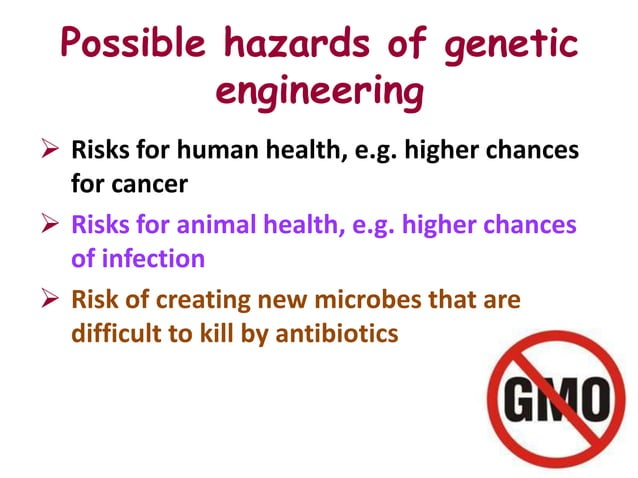 Possible hazards of genetic
engineering
➢ Risks for human health, e.g. higher chances
for cancer
➢ Risks for animal health, e.g. higher chances
of infection
➢ Risk of creating new microbes that are
difficult to kill by antibiotics
GMO